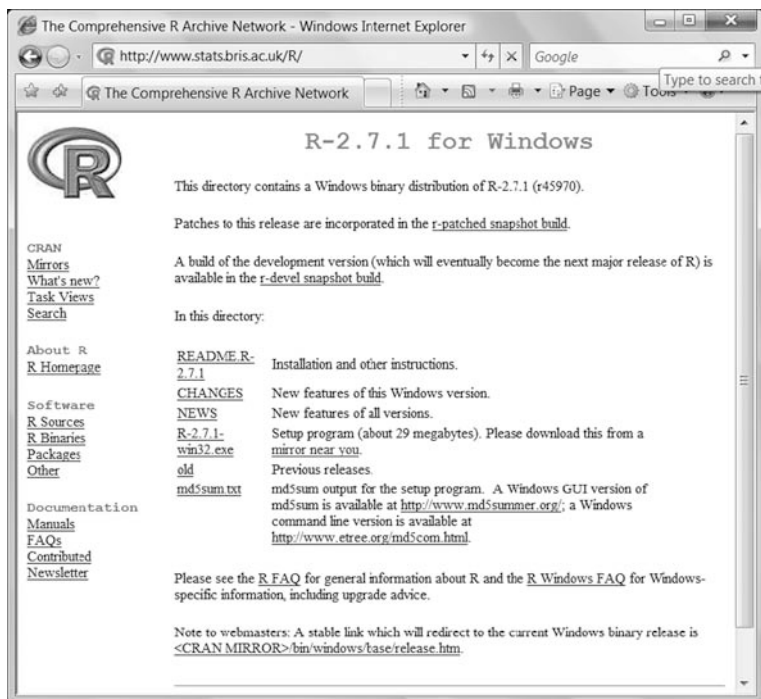 The Comprehensive R Archive Network - Windows Internet Explorer
http://www.stats.bris.ac.uk/R/
Google
Type to search
The Comprehensive R Archive Network
Page
Tools
R
CRAN
Mirrors
What's new?
Task Views
Search
About R
R Homepage
Software
R Sources
R Binaries
Packages
Other
Documentation
Manuals
FAQs
Contributed
Newsletter
R-2.7.1 for Windows
This directory contains a Windows binary distribution of R-2.7.1 (r45970).
Patches to this release are incorporated in the r-patched snapshot build.
A build of the development version (which will eventually become the next major release of R) is
available in the r-devel snapshot build.
In this directory:
README.R-
2.7.1
Installation and other instructions.
CHANGES New features of this Windows version.
NEWS New features of all versions.
R-2.7.1-
win32.exe
Setup program (about 29 megabytes). Please download this from a
mirror near you.
old Previous releases.
md5sum.txt md5sum output for the setup program. A Windows GUI version of
md5sum is available at http://www.md5summer.org/; a Windows
command line version is available at
http://www.etree.org/md5com.html.
Please see the R FAQ for general information about R and the R Windows FAQ for Windows-
specific information, including upgrade advice.
Note to webmasters: A stable link which will redirect to the current Windows binary release is
<CRAN MIRROR>/bin/windows/base/release.htm.